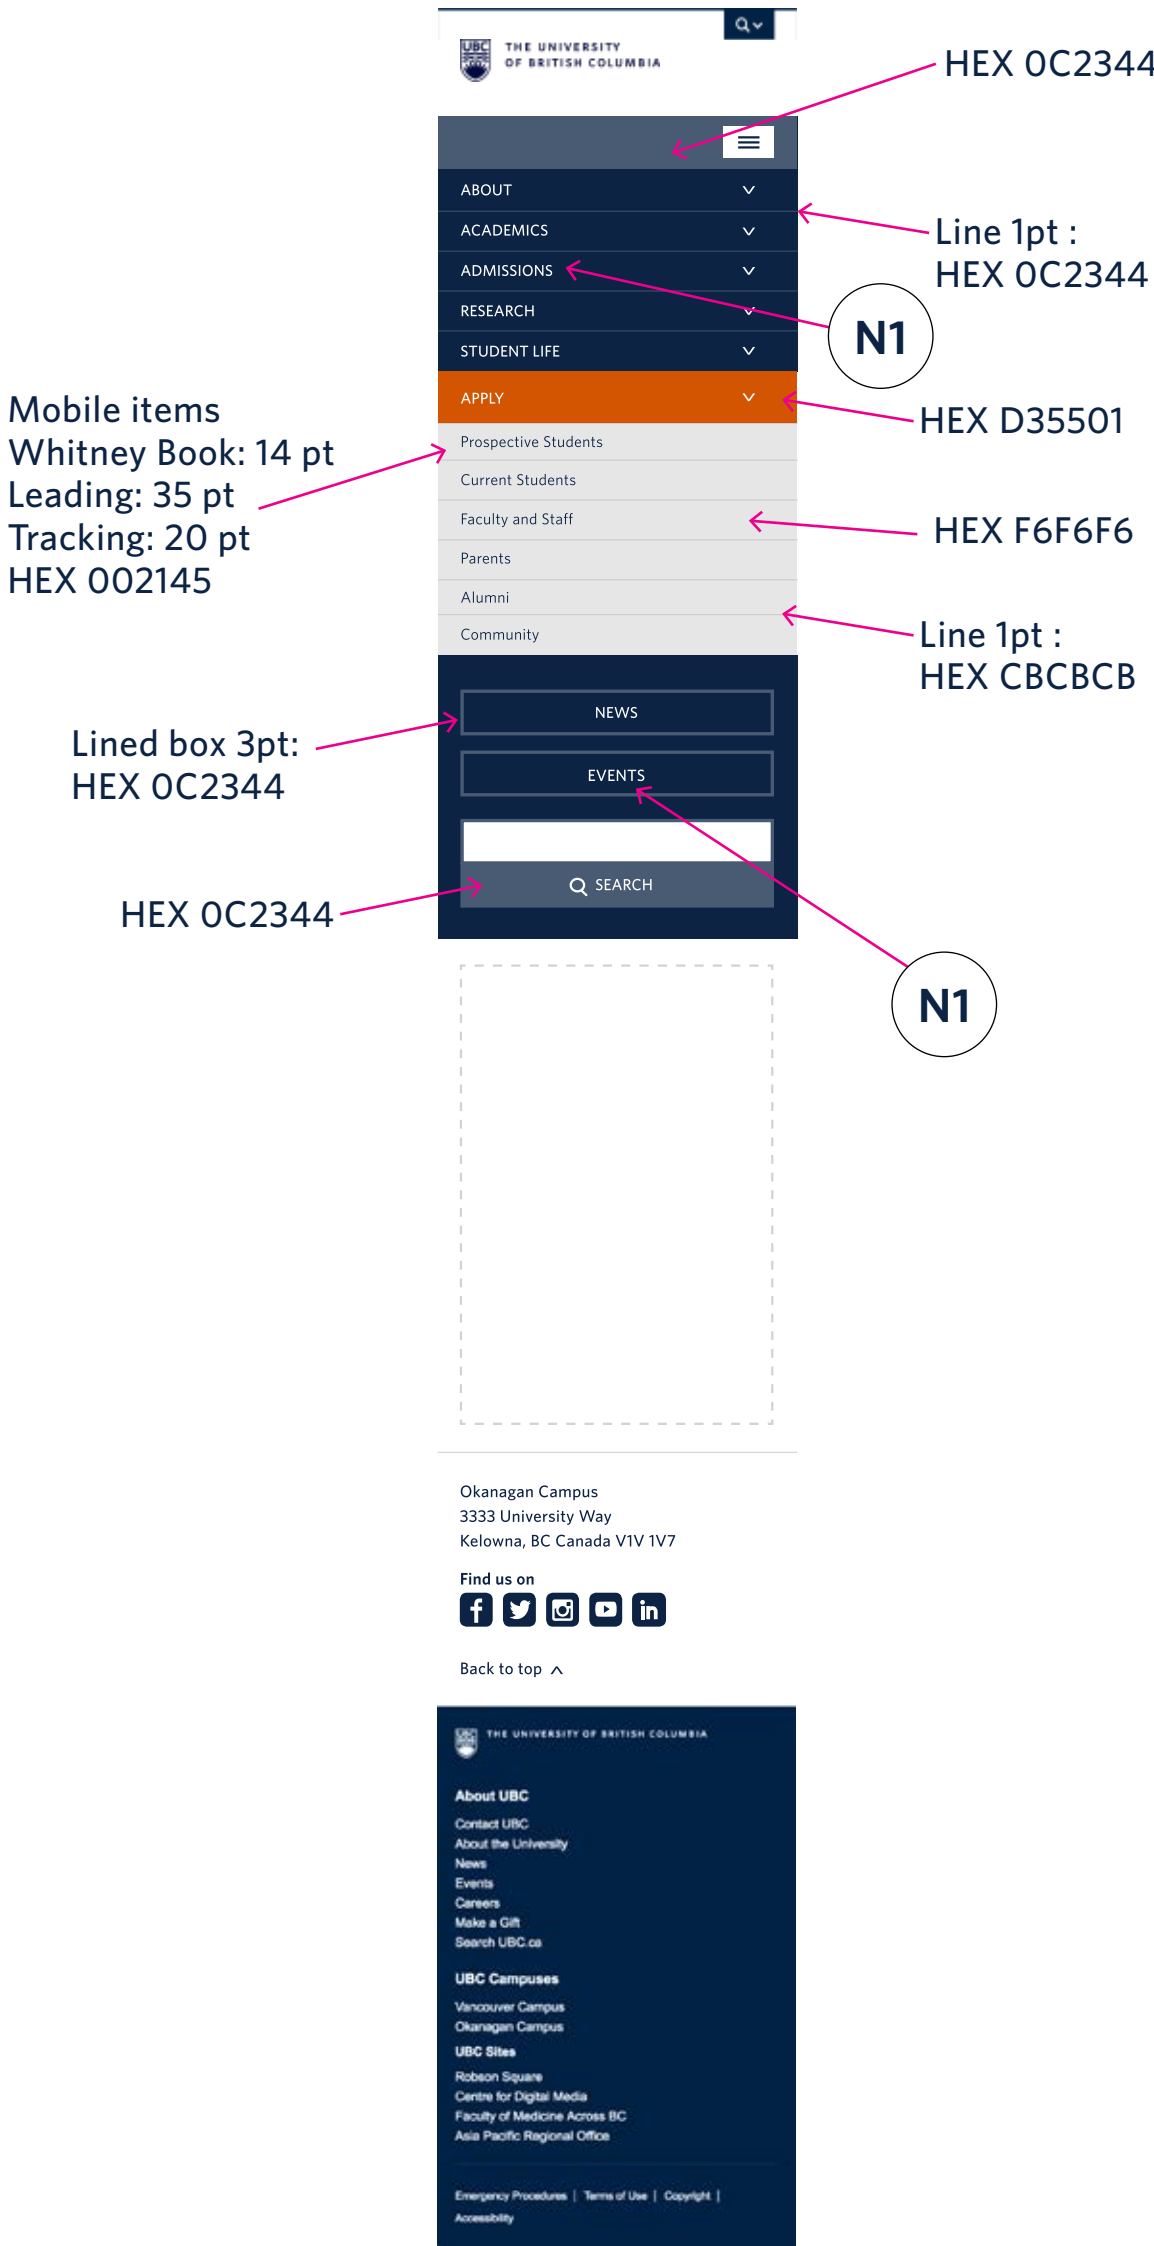 UBC
THE UNIVERSITY
OF BRITISH COLUMBIA
HEX 0C2344
ABOUT
ACADEMICS
ADMISSIONS
RESEARCH
STUDENT LIFE
APPLY
Line 1pt :
HEX 0C2344
N1
HEX D35501
Mobile items
Whitney Book: 14 pt
Leading: 35 pt
Tracking: 20 pt
HEX 002145
Prospective Students
Current Students
Faculty and Staff
Parents
Alumni
Community
HEX F6F6F6
Line 1pt :
HEX CBCBCB
Lined box 3pt:
HEX 0C2344
NEWS
EVENTS
SEARCH
HEX 0C2344
N1
Okanagan Campus
3333 University Way
Kelowna, BC Canada V1V 1V7
Find us on
Back to top
UBC
THE UNIVERSITY OF BRITISH COLUMBIA
About UBC
Contact UBC
About the University
News
Events
Careers
Make a Gift
Search UBC.ca
UBC Campuses
Vancouver Campus
Okanagan Campus
UBC Sites
Robson Square
Centre for Digital Media
Faculty of Medicine Across BC
Asia Pacific Regional Office
Emergency Procedures | Terms of Use | Copyright |
Accessibility